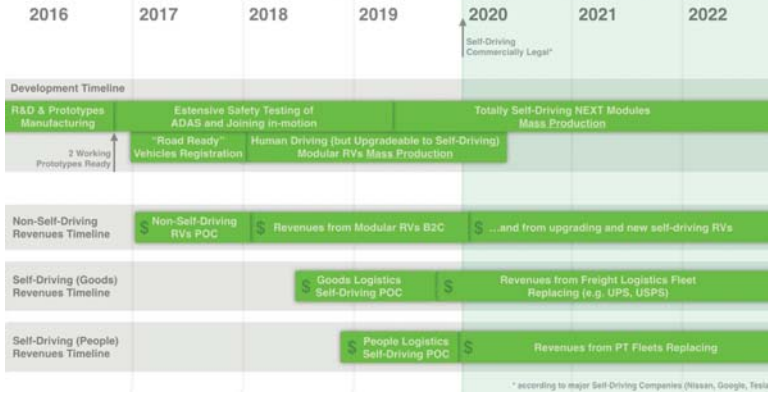 2016 2017 2018 2019 2020 2021 2022
Self-Driving
Commercially Legal*
Development Timeline
R&D & Prototypes
Manufacturing
Estensive Safety Testing of
ADAS and Joining in-motion
Totally Self-Driving NEXT Modules
Mass Production
2 Working
Prototypes Ready
"Road Ready"
Vehicles Registration
Human Driving (but Upgradeable to Self-Driving)
Modular RVs Mass Production
Non-Self-Driving
Revenues Timeline
$ Non-Self-Driving
RVs POC
$ Revenues from Modular RVs B2C
$ ...and from upgrading and new self-driving RVs
Self-Driving (Goods)
Revenues Timeline
$ Goods Logistics
Self-Driving POC
$ Revenues from Freight Logistics Fleet
Replacing (e.g. UPS, USPS)
Self-Driving (People)
Revenues Timeline
$ People Logistics
Self-Driving POC
$ Revenues from PT Fleets Replacing
* according to major Self-Driving Companies (Nissan, Google, Tesla